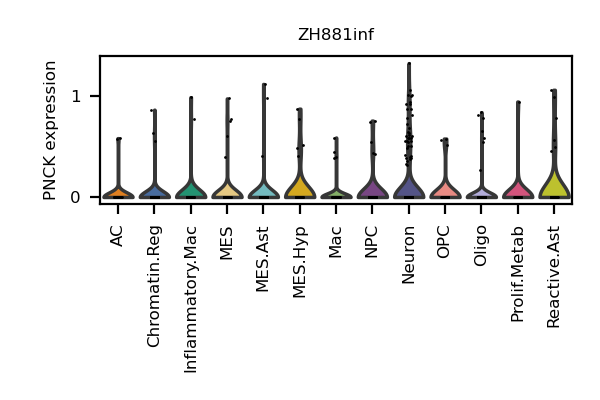 ZH881inf
PNCK expression
1
0
AC
Chromatin.Reg
Inflammatory.Mac
MES
MES.Ast
MES.Hyp
Mac
NPC
Neuron
OPC
Oligo
Prolif.Metab
Reactive.Ast